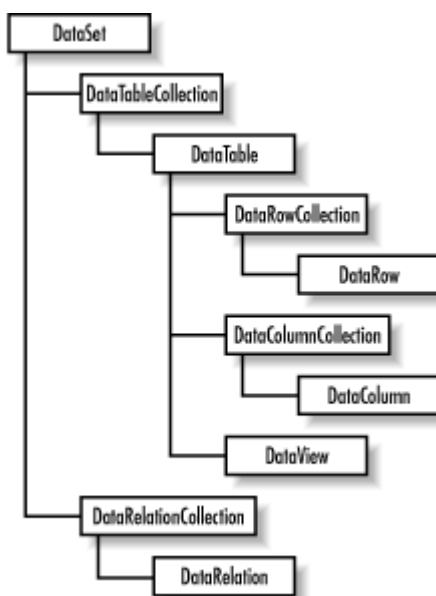 DataSet
DataTableCollection
DataTable
DataRowCollection
DataRow
DataColumnCollection
DataColumn
DataView
DataRelationCollection
DataRelation